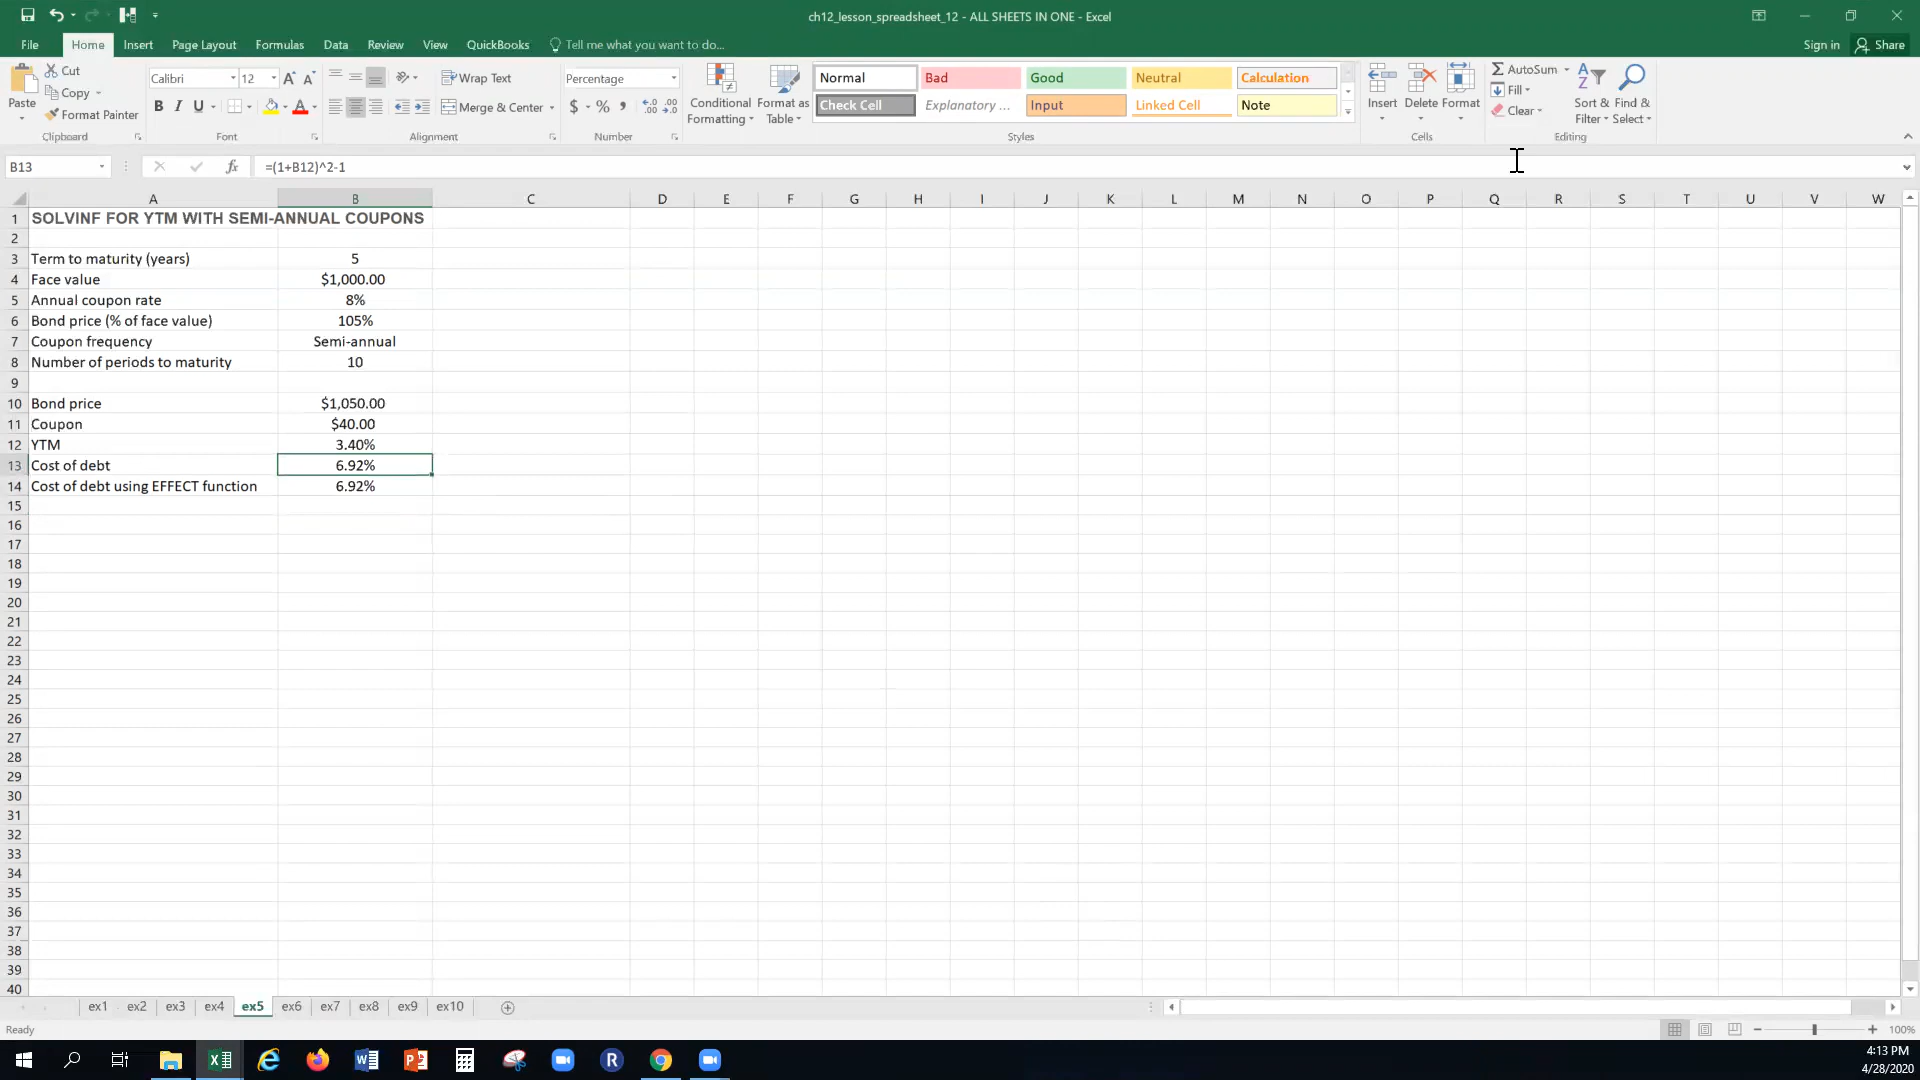 ch12_lesson_spreadsheet_12 - ALL SHEETS IN ONE - Excel
File Home Insert Page Layout Formulas Data Review View QuickBooks Tell me what you want to do... Sign in Share
Paste Cut Copy Format Painter Clipboard
Calibri 12 A A B I U A Font
Wrap Text Merge & Center Alignment
Percentage $ % , Number
Conditional Formatting Format as Table
Normal Bad Good Neutral Calculation
Check Cell Explanatory ... Input Linked Cell Note
Styles
Insert Delete Format Cells
AutoSum Fill Clear Sort & Filter Find & Select Editing
B13 fx =(1+B12)^2-1
A B C D E F G H I J K L M N O P Q R S T U V W
1 SOLVINF FOR YTM WITH SEMI-ANNUAL COUPONS
2
3 Term to maturity (years) 5
4 Face value $1,000.00
5 Annual coupon rate 8%
6 Bond price (% of face value) 105%
7 Coupon frequency Semi-annual
8 Number of periods to maturity 10
9
10 Bond price $1,050.00
11 Coupon $40.00
12 YTM 3.40%
13 Cost of debt 6.92%
14 Cost of debt using EFFECT function 6.92%
15
16
17
18
19
20
21
22
23
24
25
26
27
28
29
30
31
32
33
34
35
36
37
38
39
40
ex1 ex2 ex3 ex4 ex5 ex6 ex7 ex8 ex9 ex10
Ready 100%
4:13 PM
4/28/2020